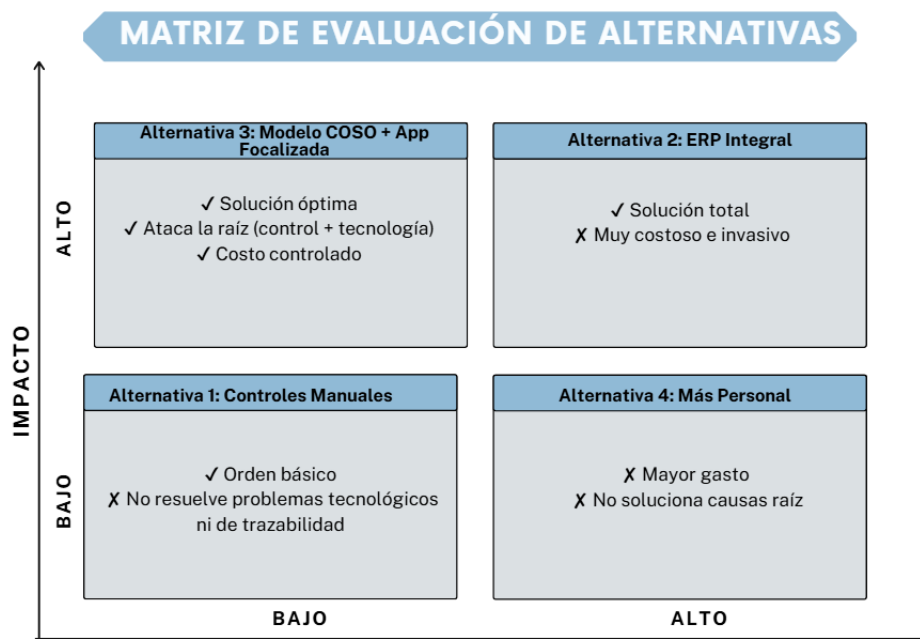 MATRIZ DE EVALUACIÓN DE ALTERNATIVAS
IMPACTO
ALTO
Alternativa 3: Modelo COSO + App
Focalizada
✓ Solución óptima
✓ Ataca la raíz (control + tecnología)
✓ Costo controlado
Alternativa 2: ERP Integral
✓ Solución total
✗ Muy costoso e invasivo
BAJO
Alternativa 1: Controles Manuales
✓ Orden básico
✗ No resuelve problemas tecnológicos
ni de trazabilidad
Alternativa 4: Más Personal
✗ Mayor gasto
✗ No soluciona causas raíz
BAJO
ALTO